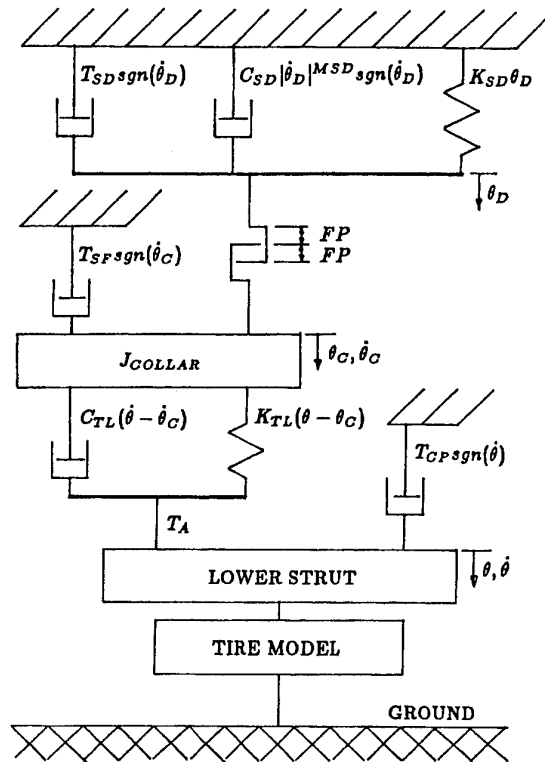 T_{SD} sgn(θ̇_D)
C_{SD}|θ̇_D|^{MSD} sgn(θ̇_D)
K_{SD}θ_D
θ_D
FP
FP
T_{SF} sgn(θ̇_C)
J_{COLLAR}
θ_C, θ̇_C
C_{TL}(θ̇ − θ̇_C)
K_{TL}(θ − θ_C)
T_{CP} sgn(θ̇)
T_A
LOWER STRUT
θ, θ̇
TIRE MODEL
GROUND